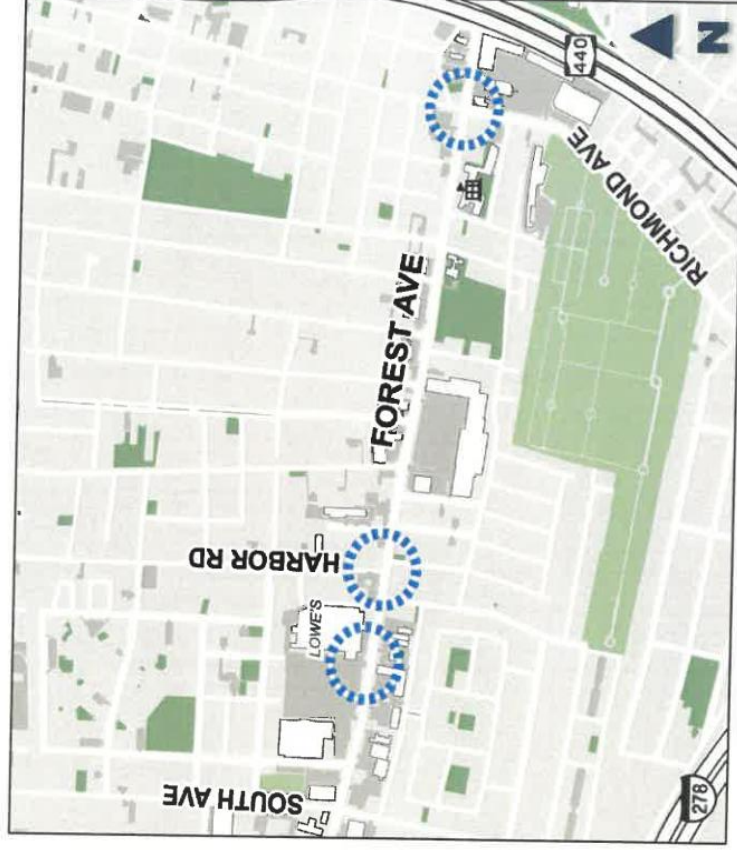 N
440
RICHMOND AVE
FOREST AVE
HARBOR RD
LOWE'S
SOUTH AVE
278